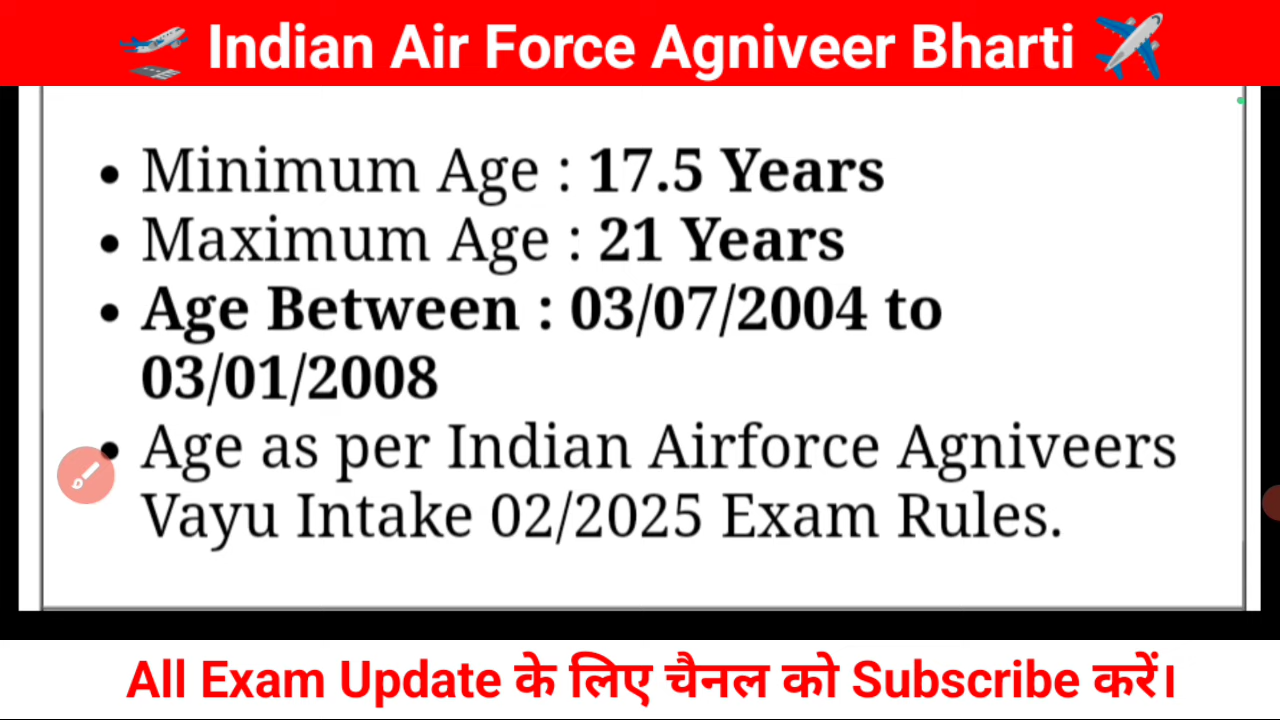 Indian Air Force Agniveer Bharti
• Minimum Age : 17.5 Years
• Maximum Age : 21 Years
• Age Between : 03/07/2004 to
03/01/2008
• Age as per Indian Airforce Agniveers
Vayu Intake 02/2025 Exam Rules.
All Exam Update के लिए चैनल को Subscribe करें।